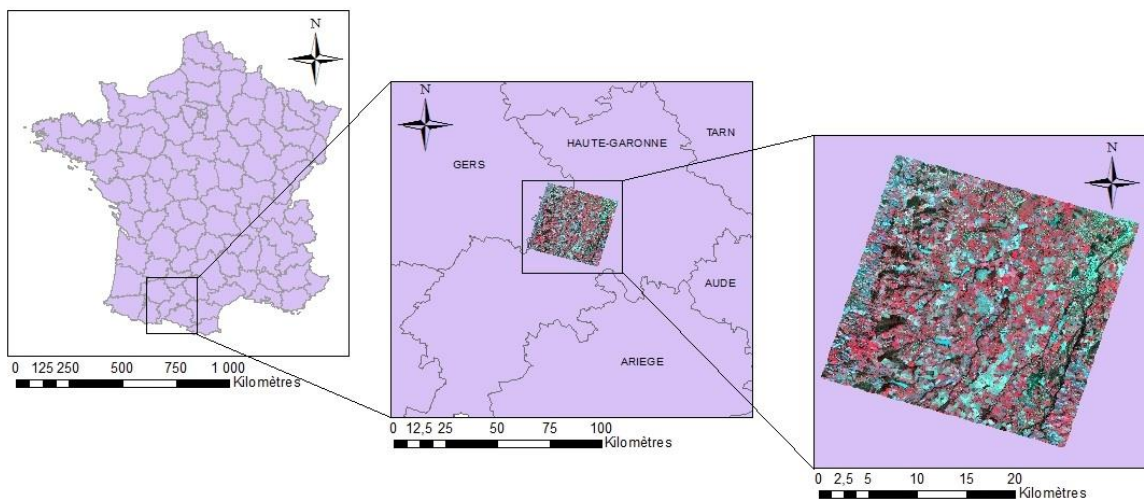 N
0 125 250 500 750 1 000
Kilomètres
N
HAUTE-GARONNE
TARN
GERS
AUDE
ARIEGE
0 12,5 25 50 75 100
Kilomètres
N
0 2,5 5 10 15 20
Kilomètres